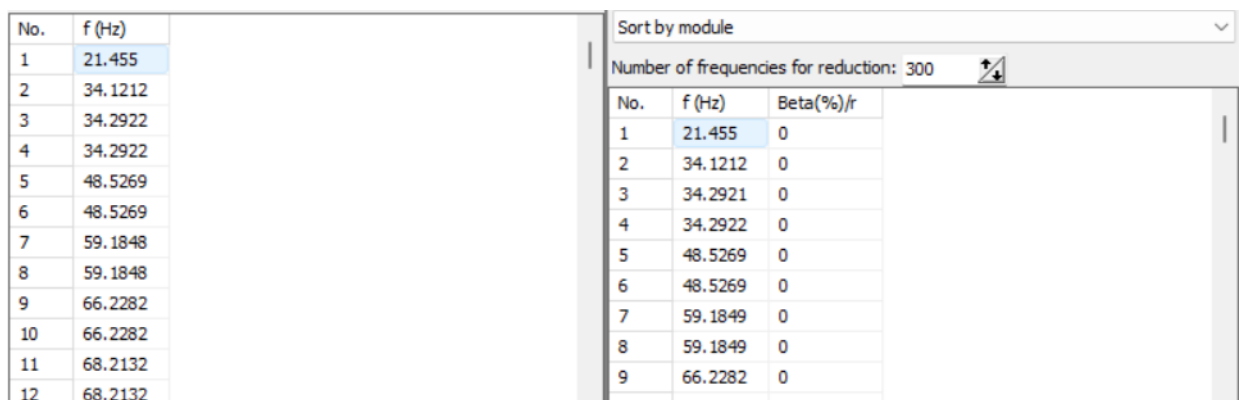 No. f (Hz)
1 21.455
2 34.1212
3 34.2922
4 34.2922
5 48.5269
6 48.5269
7 59.1848
8 59.1848
9 66.2282
10 66.2282
11 68.2132
12 68.2132
Sort by module
Number of frequencies for reduction: 300
No. f (Hz) Beta(%)/r
1 21.455 0
2 34.1212 0
3 34.2921 0
4 34.2922 0
5 48.5269 0
6 48.5269 0
7 59.1849 0
8 59.1849 0
9 66.2282 0